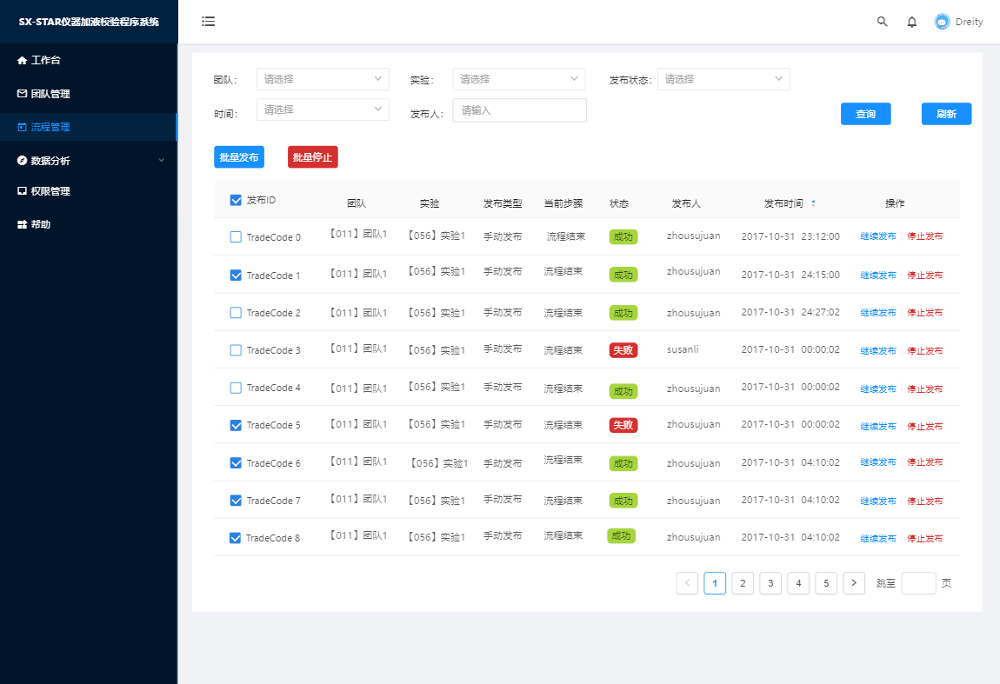 SX-STAR仪器加液校验程序系统
Dreity
工作台
团队管理
流程管理
数据分析
权限管理
帮助
团队： 请选择 实验： 请选择 发布状态： 请选择
时间： 请选择 发布人： 请输入 查询 刷新
批量发布 批量停止
发布ID 团队 实验 发布类型 当前步骤 状态 发布人 发布时间 操作
TradeCode 0 【011】团队1 【056】实验1 手动发布 流程结束 成功 zhousujuan 2017-10-31 23:12:00 继续发布 停止发布
TradeCode 1 【011】团队1 【056】实验1 手动发布 流程结束 成功 zhousujuan 2017-10-31 24:15:00 继续发布 停止发布
TradeCode 2 【011】团队1 【056】实验1 手动发布 流程结束 成功 zhousujuan 2017-10-31 24:27:02 继续发布 停止发布
TradeCode 3 【011】团队1 【056】实验1 手动发布 流程结束 失败 susanli 2017-10-31 00:00:02 继续发布 停止发布
TradeCode 4 【011】团队1 【056】实验1 手动发布 流程结束 成功 zhousujuan 2017-10-31 00:00:02 继续发布 停止发布
TradeCode 5 【011】团队1 【056】实验1 手动发布 流程结束 失败 zhousujuan 2017-10-31 00:00:02 继续发布 停止发布
TradeCode 6 【011】团队1 【056】实验1 手动发布 流程结束 成功 zhousujuan 2017-10-31 04:10:02 继续发布 停止发布
TradeCode 7 【011】团队1 【056】实验1 手动发布 流程结束 成功 zhousujuan 2017-10-31 04:10:02 继续发布 停止发布
TradeCode 8 【011】团队1 【056】实验1 手动发布 流程结束 成功 zhousujuan 2017-10-31 04:10:02 继续发布 停止发布
< 1 2 3 4 5 > 跳至 页